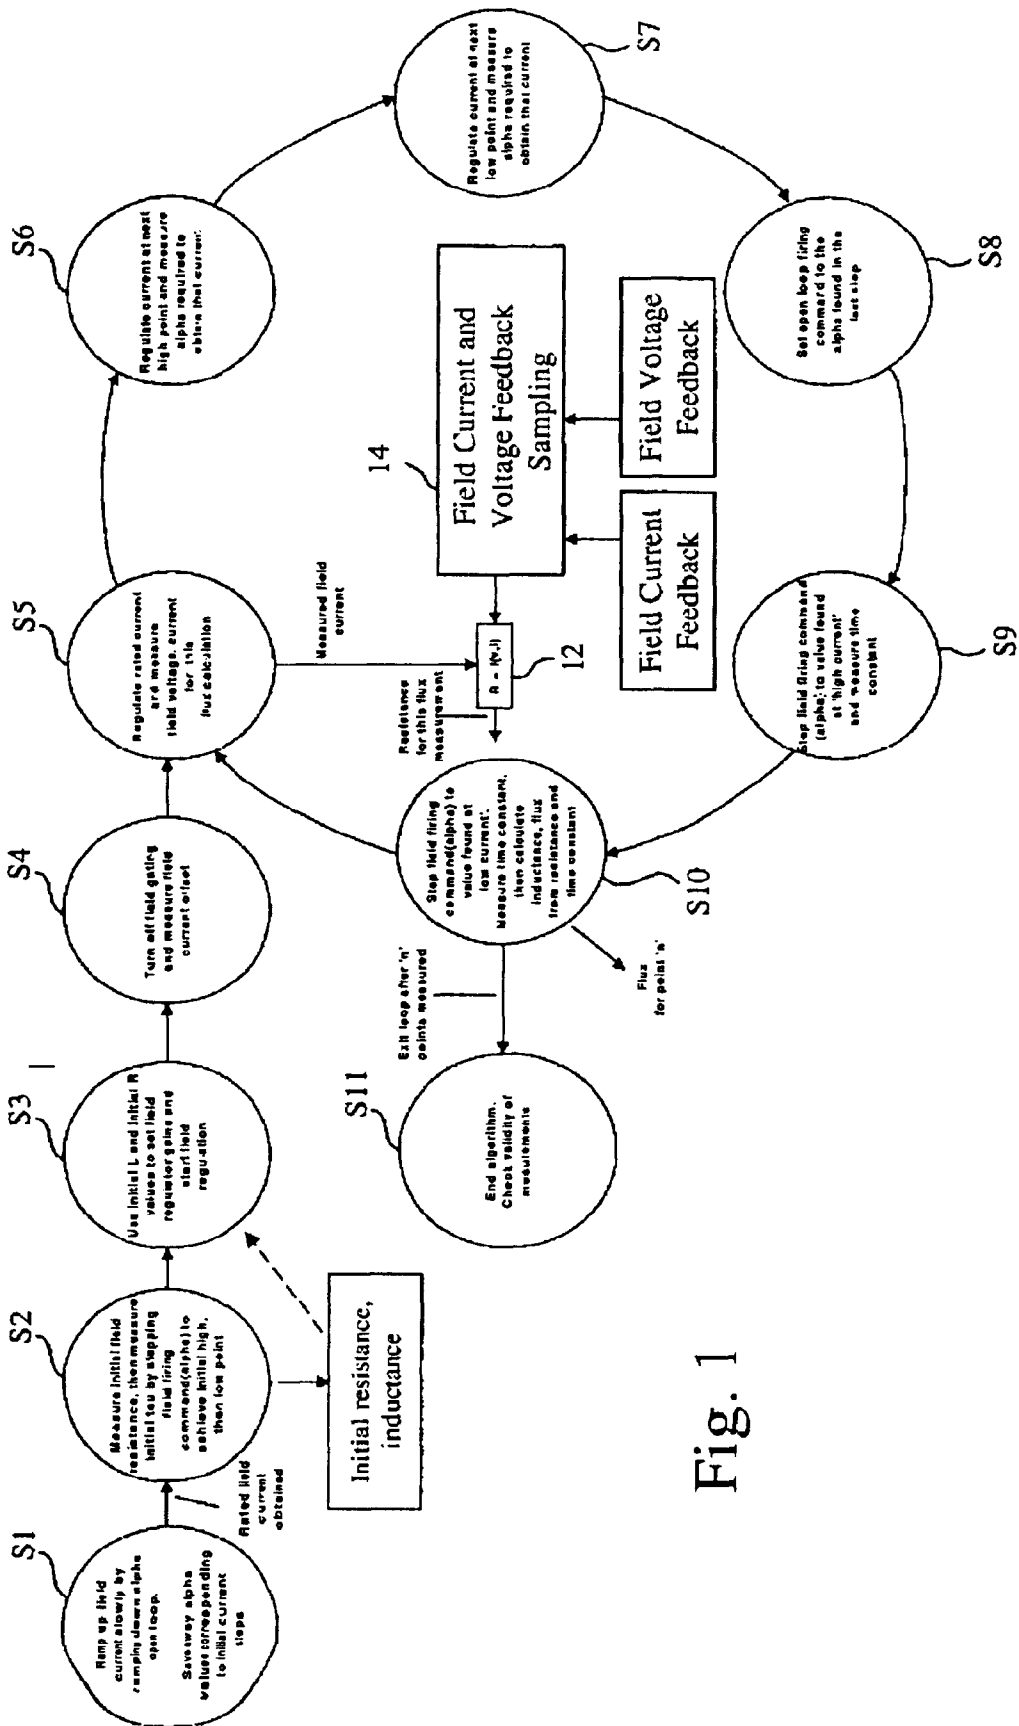 S1
Ramp up field
current slowly by
ramping down alpha
open loop.
Save away alpha
values corresponding
to initial current
steps
Rated field
current
obtained
S2
Measure initial field
resistance, then measure
initial tau by stepping
field firing
command(alpha) to
achieve initial high,
then low point
Initial resistance,
inductance
S3
Use initial L and initial R
values to set field
regulator gains and
start field
regulation
S4
Turn off field gating
and measure field
current offset
S5
Regulate rated current
and measure
field voltage, current
for this
flux calculation
Measured field
current
S6
Regulate current at next
high point and measure
alpha required to
obtain that current.
S7
Regulate current at next
low point and measure
alpha required to
obtain that current
S8
Set open loop firing
command to the
alpha found in the
last step
S9
Step field firing command
(alpha) to value found
at 'high current'
and measure time
constant
S10
Step field firing
command(alpha) to
value found at
low current'.
Measure time constant,
then calculate
inductance, flux
from resistance and
time constant
Flux
for point 'n'
Exit loop after 'n'
points measured
S11
End algorithm.
Check validity of
measurements
Resistance
for this flux
measurement
12
14
Field Current and
Voltage Feedback
Sampling
Field Current
Feedback
Field Voltage
Feedback
Fig. 1